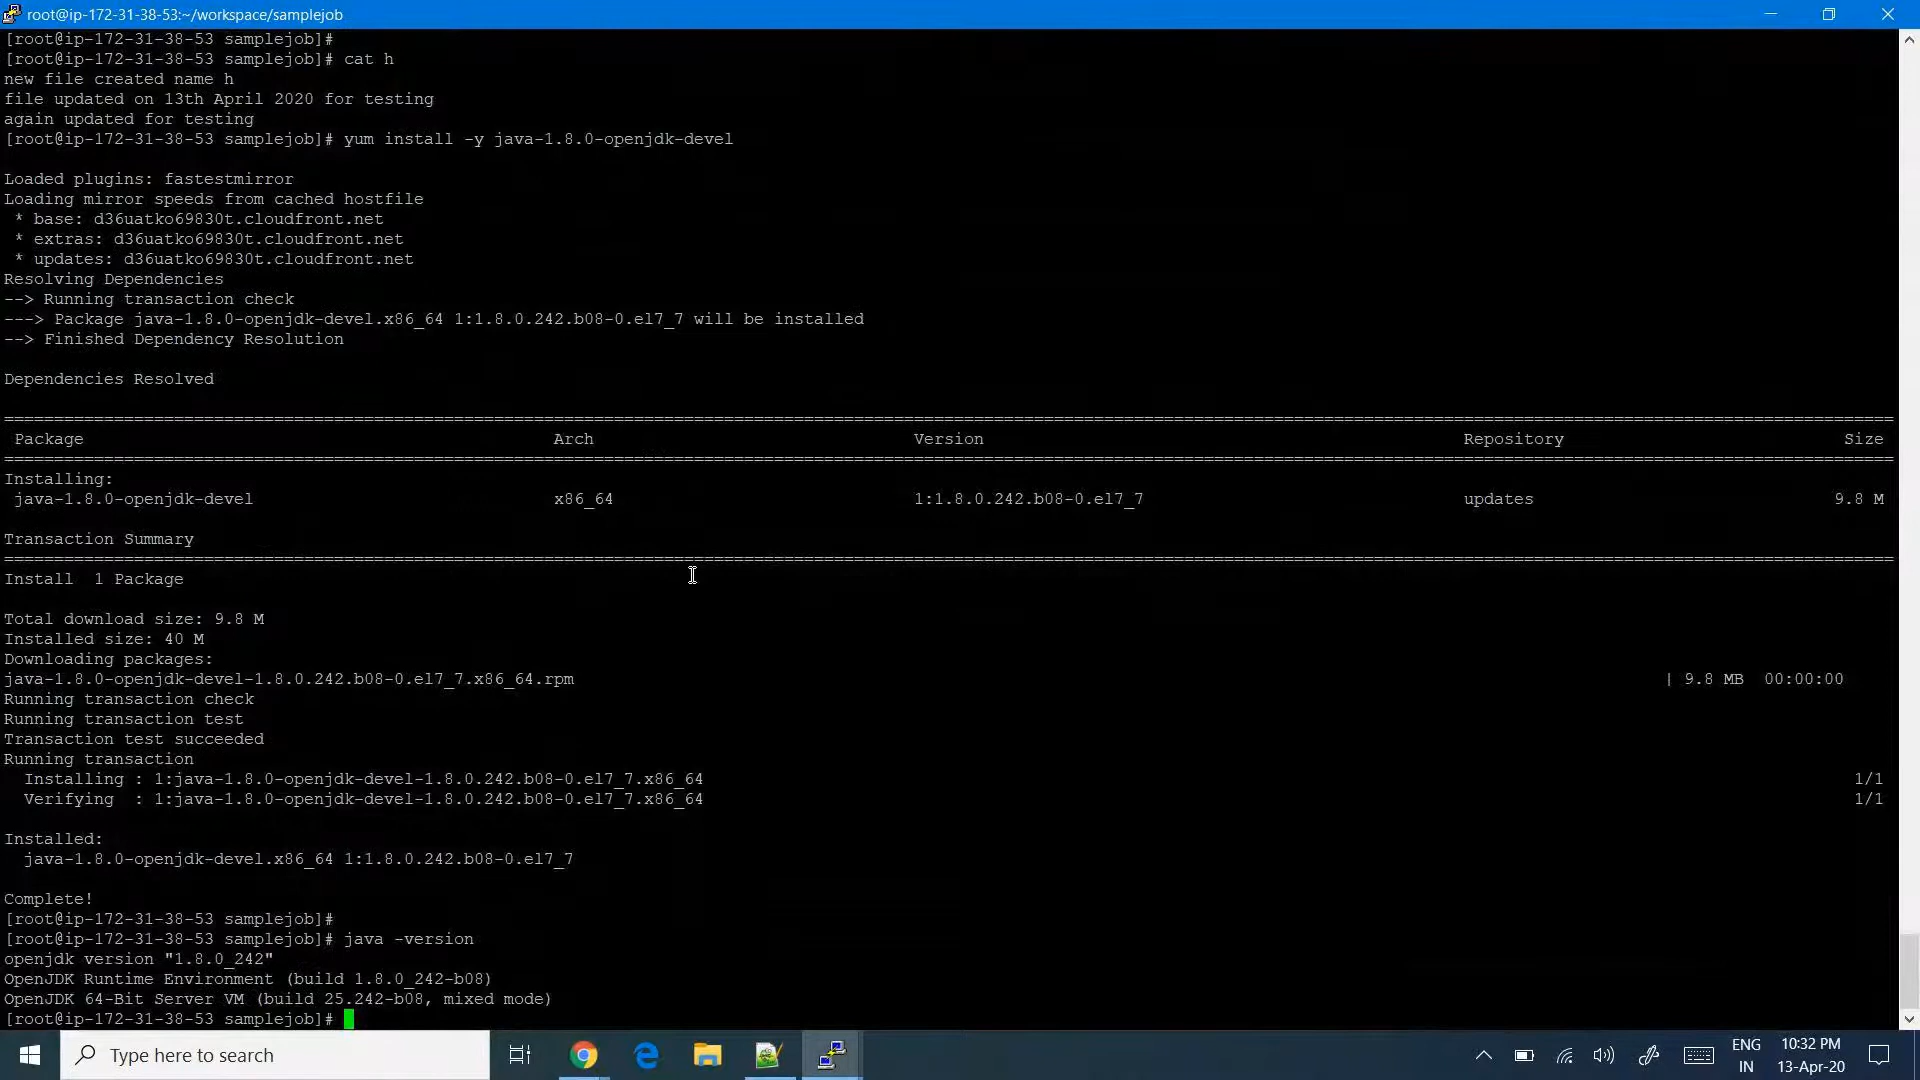 root@ip-172-31-38-53:~/workspace/samplejob
[root@ip-172-31-38-53 samplejob]#
[root@ip-172-31-38-53 samplejob]# cat h
new file created name h
file updated on 13th April 2020 for testing
again updated for testing
[root@ip-172-31-38-53 samplejob]# yum install -y java-1.8.0-openjdk-devel
Loaded plugins: fastestmirror
Loading mirror speeds from cached hostfile
* base: d36uatko69830t.cloudfront.net
* extras: d36uatko69830t.cloudfront.net
* updates: d36uatko69830t.cloudfront.net
Resolving Dependencies
--> Running transaction check
---> Package java-1.8.0-openjdk-devel.x86_64 1:1.8.0.242.b08-0.el7_7 will be installed
--> Finished Dependency Resolution
Dependencies Resolved
Package Arch Version Repository Size
Installing:
java-1.8.0-openjdk-devel x86_64 1:1.8.0.242.b08-0.el7_7 updates 9.8 M
Transaction Summary
Install 1 Package
Total download size: 9.8 M
Installed size: 40 M
Downloading packages:
java-1.8.0-openjdk-devel-1.8.0.242.b08-0.el7_7.x86_64.rpm | 9.8 MB 00:00:00
Running transaction check
Running transaction test
Transaction test succeeded
Running transaction
Installing : 1:java-1.8.0-openjdk-devel-1.8.0.242.b08-0.el7_7.x86_64 1/1
Verifying : 1:java-1.8.0-openjdk-devel-1.8.0.242.b08-0.el7_7.x86_64 1/1
Installed:
java-1.8.0-openjdk-devel.x86_64 1:1.8.0.242.b08-0.el7_7
Complete!
[root@ip-172-31-38-53 samplejob]#
[root@ip-172-31-38-53 samplejob]# java -version
openjdk version "1.8.0_242"
OpenJDK Runtime Environment (build 1.8.0_242-b08)
OpenJDK 64-Bit Server VM (build 25.242-b08, mixed mode)
[root@ip-172-31-38-53 samplejob]#
Type here to search
ENG 10:32 PM
IN 13-Apr-20